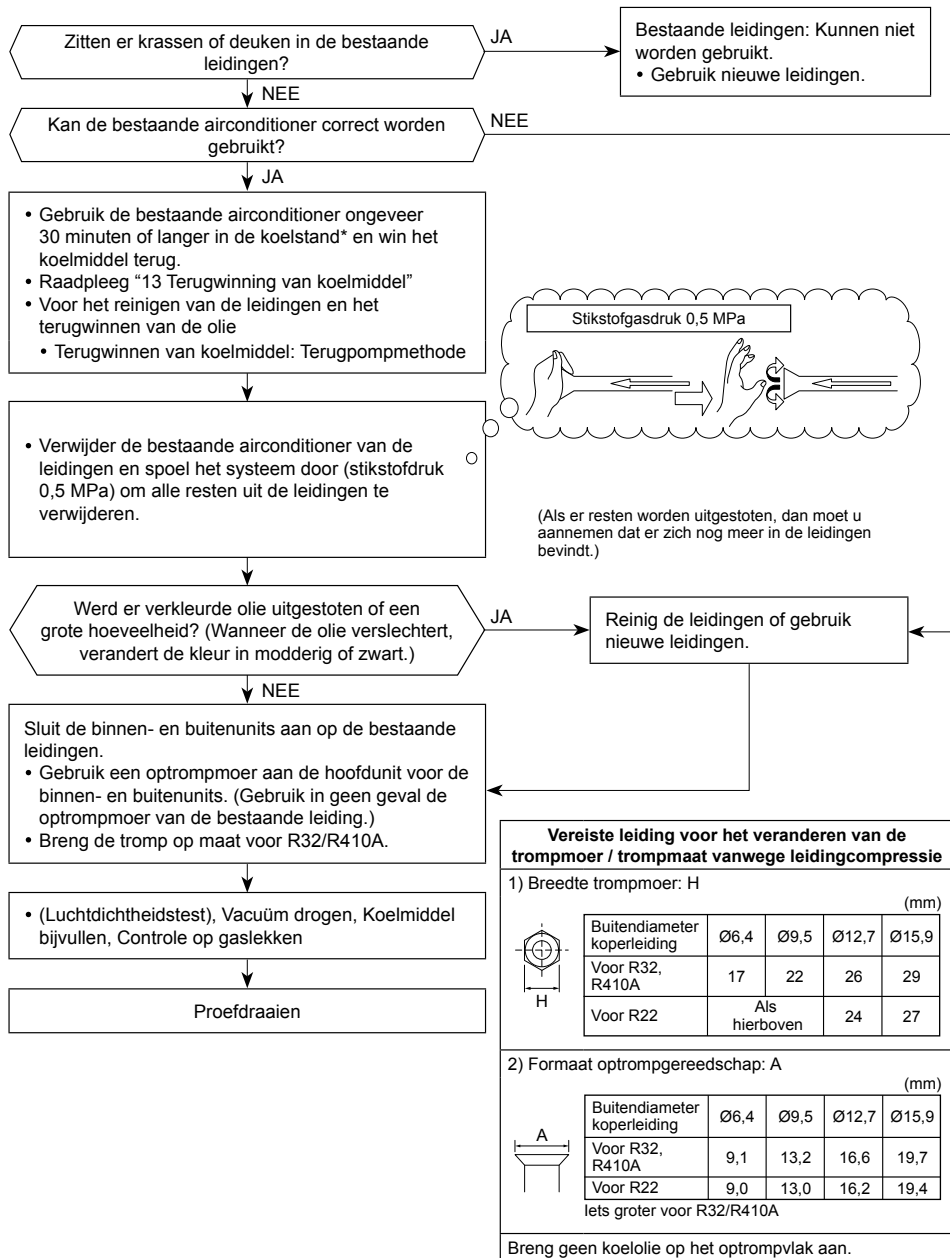 Zitten er krassen of deuken in de bestaande
leidingen?
JA
Bestaande leidingen: Kunnen niet
worden gebruikt.
• Gebruik nieuwe leidingen.
NEE
Kan de bestaande airconditioner correct worden
gebruikt?
NEE
JA
• Gebruik de bestaande airconditioner ongeveer
30 minuten of langer in de koelstand* en win het
koelmiddel terug.
• Raadpleeg “13 Terugwinning van koelmiddel”
• Voor het reinigen van de leidingen en het
terugwinnen van de olie
• Terugwinnen van koelmiddel: Terugpompmethode
Stikstofgasdruk 0,5 MPa
• Verwijder de bestaande airconditioner van de
leidingen en spoel het systeem door (stikstofdruk
0,5 MPa) om alle resten uit de leidingen te
verwijderen.
(Als er resten worden uitgestoten, dan moet u
aannemen dat er zich nog meer in de leidingen
bevindt.)
Werd er verkleurde olie uitgestoten of een
grote hoeveelheid? (Wanneer de olie verslechtert,
verandert de kleur in modderig of zwart.)
JA
Reinig de leidingen of gebruik
nieuwe leidingen.
NEE
Sluit de binnen- en buitenunits aan op de bestaande
leidingen.
• Gebruik een optrompmoer aan de hoofdunit voor de
binnen- en buitenunits. (Gebruik in geen geval de
optrompmoer van de bestaande leiding.)
• Breng de tromp op maat voor R32/R410A.
• (Luchtdichtheidstest), Vacuüm drogen, Koelmiddel
bijvullen, Controle op gaslekken
Proefdraaien
Vereiste leiding voor het veranderen van de
trompmoer / trompmaat vanwege leidingcompressie
1) Breedte trompmoer: H
(mm)
H
Buitendiameter
koperleiding
Ø6,4 Ø9,5 Ø12,7 Ø15,9
Voor R32,
R410A
17 22 26 29
Voor R22
Als
hierboven
24 27
2) Formaat optrompgereedschap: A
(mm)
A
Buitendiameter
koperleiding
Ø6,4 Ø9,5 Ø12,7 Ø15,9
Voor R32,
R410A
9,1 13,2 16,6 19,7
Voor R22 9,0 13,0 16,2 19,4
Iets groter voor R32/R410A
Breng geen koelolie op het optrompvlak aan.